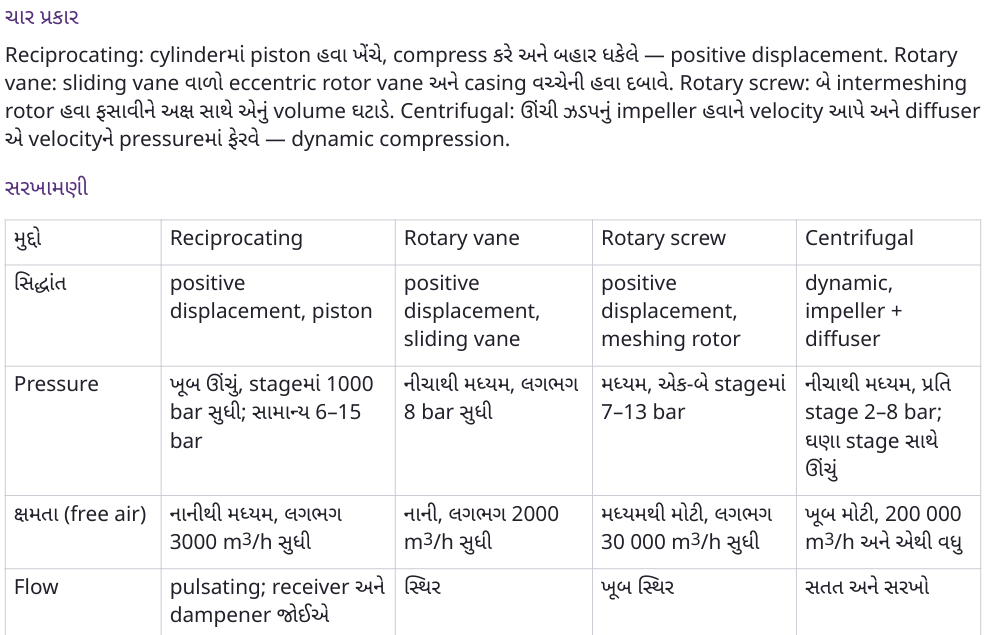 ચાર પ્રકાર
Reciprocating: cylinderમાં piston હવા ખેંચે, compress કરે અને બહાર ધકેલે — positive displacement. Rotary
vane: sliding vane વાળો eccentric rotor vane અને casing વચ્ચેની હવા દબાવે. Rotary screw: બે intermeshing
rotor હવા ફસાવીને અક્ષ સાથે એનું volume ઘટાડે. Centrifugal: ઊંચી ઝડપનું impeller હવાને velocity આપે અને diffuser
એ velocityને pressureમાં ફેરવે — dynamic compression.
સરખામણી
મુદ્દો Reciprocating Rotary vane Rotary screw Centrifugal
સિદ્ધાંત positive positive positive dynamic,
displacement, piston displacement, displacement, impeller +
sliding vane meshing rotor diffuser
Pressure ખૂબ ઊંચું, stageમાં 1000 નીચાથી મધ્યમ, લગભગ મધ્યમ, એક-બે stageમાં નીચાથી મધ્યમ, પ્રતિ
bar સુધી; સામાન્ય 6–15 8 bar સુધી 7–13 bar stage 2–8 bar;
bar ઘણા stage સાથે
ઊંચું
ક્ષમતા (free air) નાનીથી મધ્યમ, લગભગ નાની, લગભગ 2000 મધ્યમથી મોટી, લગભગ ખૂબ મોટી, 200 000
3000 m³/h સુધી m³/h સુધી 30 000 m³/h સુધી m³/h અને એથી વધુ
Flow pulsating; receiver અને સ્થિર ખૂબ સ્થિર સતત અને સરખો
dampener જોઈએ